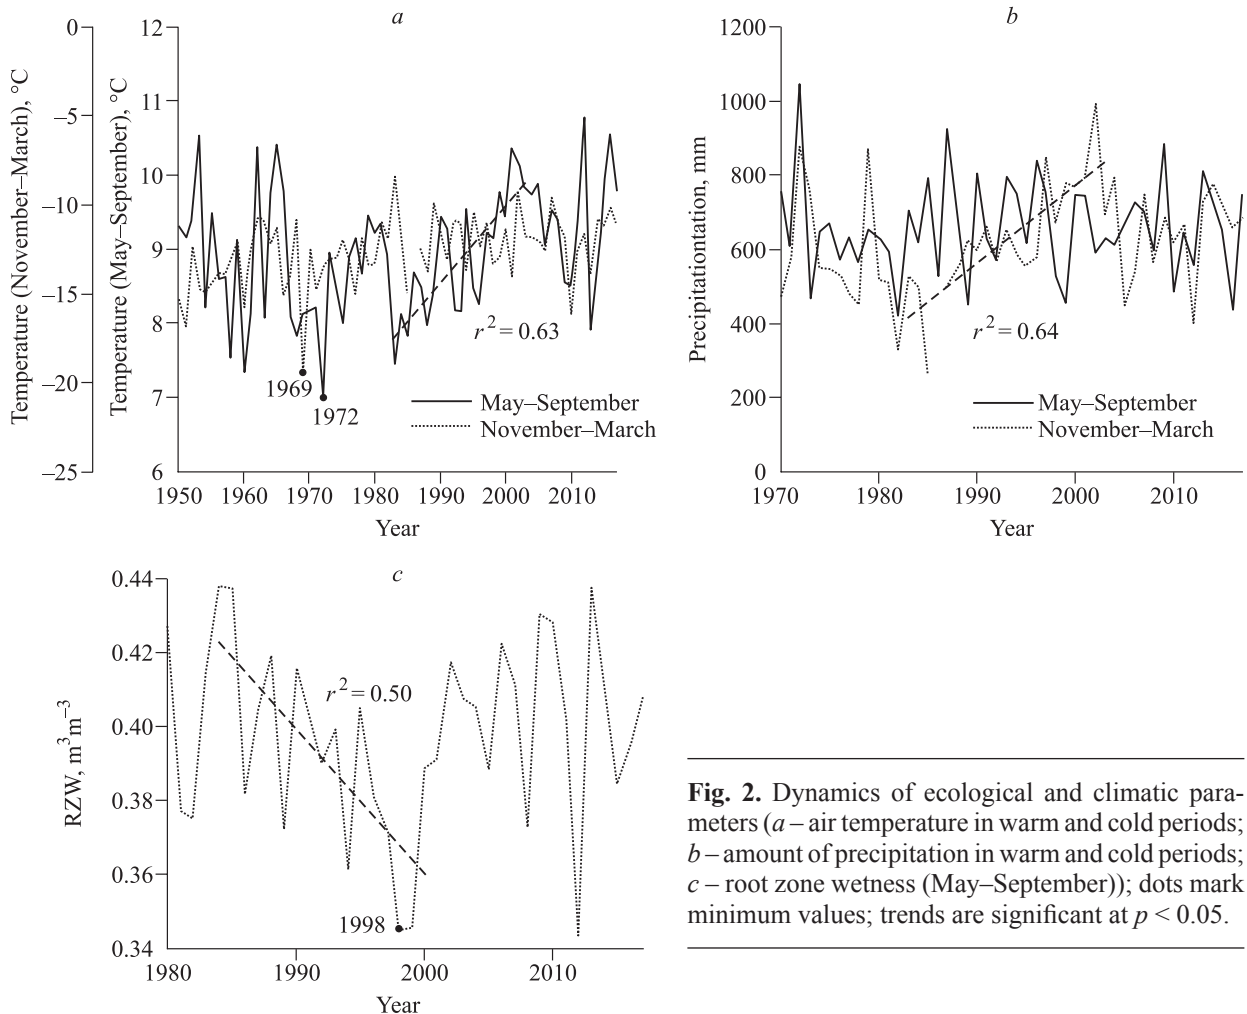 a
0
–5
–10
–15
–20
–25
Temperature (November–March), °C
12
11
10
9
8
7
6
Temperature (May–September), °C
r² = 0.63
1969
1972
May–September
November–March
1950 1960 1970 1980 1990 2000 2010
Year
b
1200
1000
800
600
400
200
0
Precipitationtation, mm
r² = 0.64
May–September
November–March
1970 1980 1990 2000 2010
Year
c
0.44
0.42
0.40
0.38
0.36
0.34
RZW, m³m⁻³
r² = 0.50
1998
1980 1990 2000 2010
Year
Fig. 2. Dynamics of ecological and climatic para-
meters (a – air temperature in warm and cold periods;
b – amount of precipitation in warm and cold periods;
c – root zone wetness (May–September)); dots mark
minimum values; trends are significant at p < 0.05.